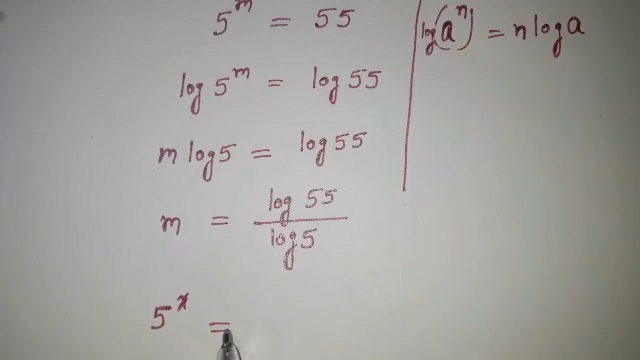 5^m = 55
log(a^n) = n log a
log 5^m = log 55
m log 5 = log 55
m = log 55 / log 5
5^x =